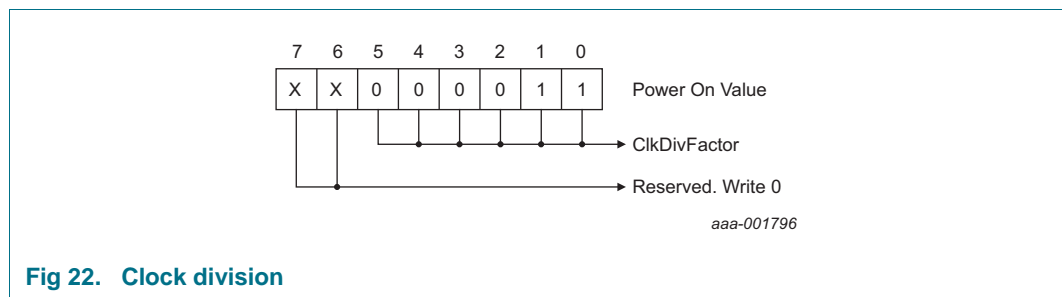 7 6 5 4 3 2 1 0
X X 0 0 0 0 1 1 Power On Value
ClkDivFactor
Reserved. Write 0
aaa-001796
Fig 22. Clock division